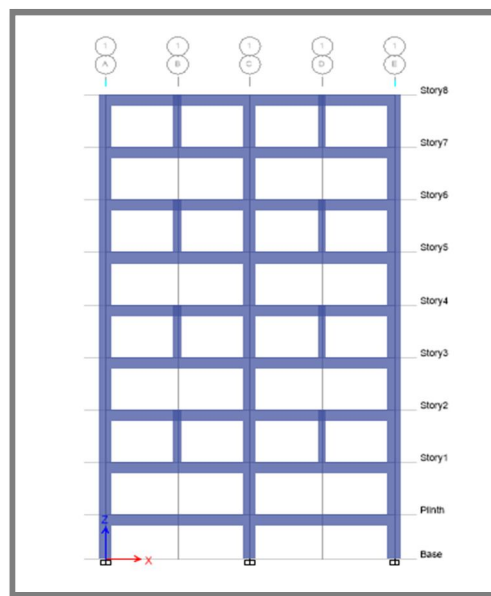 1 1 1 1 1
A B C D E
Story8
Story7
Story6
Story5
Story4
Story3
Story2
Story1
Plinth
Z
Base
X